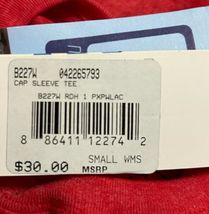 B227W 042265793
CAP SLEEVE TEE
B227W RDH 1 PXPWLAC
8 86411 12274 2
SMALL WMS
$30.00 MSRP